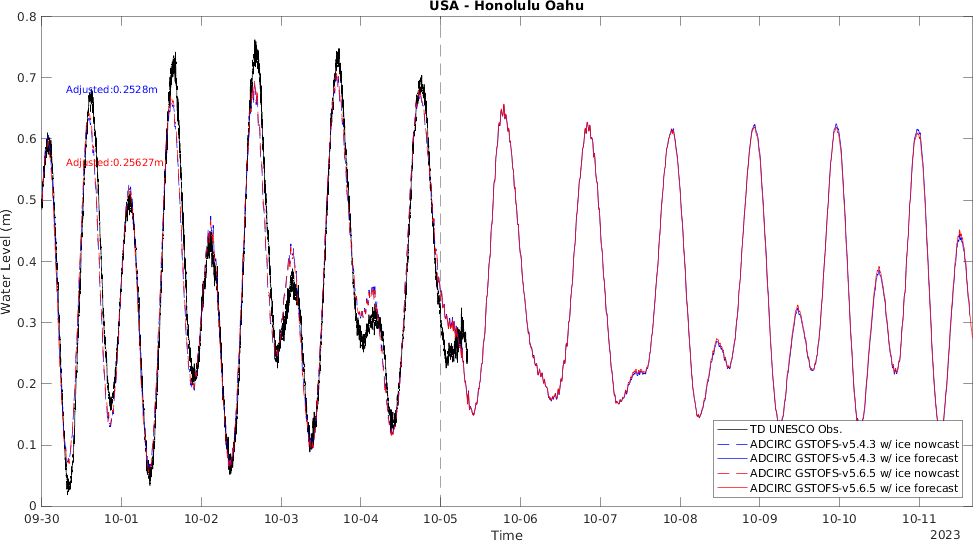 USA - Honolulu Oahu
0.8
0.7
0.6
0.5
0.4
0.3
0.2
0.1
0
Water Level (m)
Adjusted:0.2528m
Adjusted:0.25627m
TD UNESCO Obs.
ADCIRC GSTOFS-v5.4.3 w/ ice nowcast
ADCIRC GSTOFS-v5.4.3 w/ ice forecast
ADCIRC GSTOFS-v5.6.5 w/ ice nowcast
ADCIRC GSTOFS-v5.6.5 w/ ice forecast
09-30 10-01 10-02 10-03 10-04 10-05 10-06 10-07 10-08 10-09 10-10 10-11
Time
2023